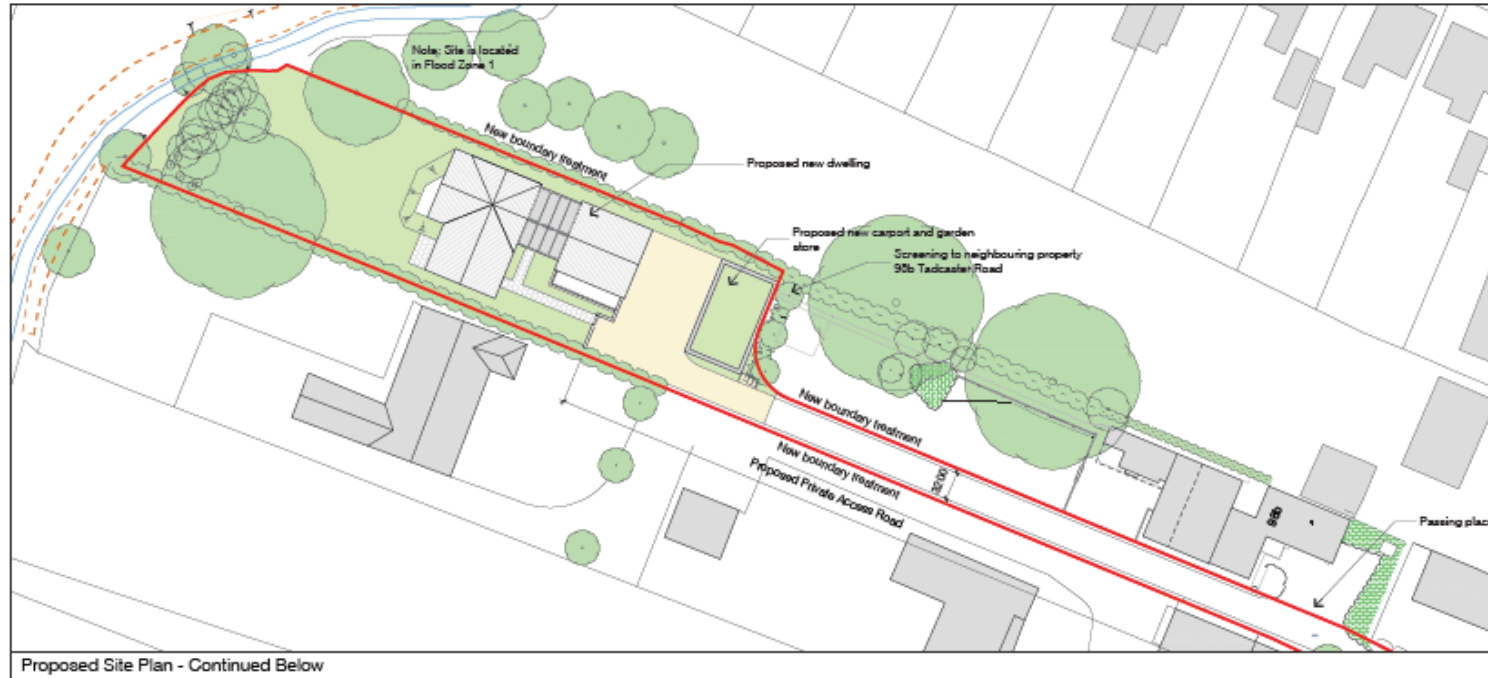 Note: Site is located
in Flood Zone 1
New boundary treatment
Proposed new dwelling
Proposed new carport and garden
store
Screening to neighbouring property
98b Tadcaster Road
New boundary treatment
New boundary treatment
Proposed Private Access Road
3200
98b
Passing plac
Proposed Site Plan - Continued Below